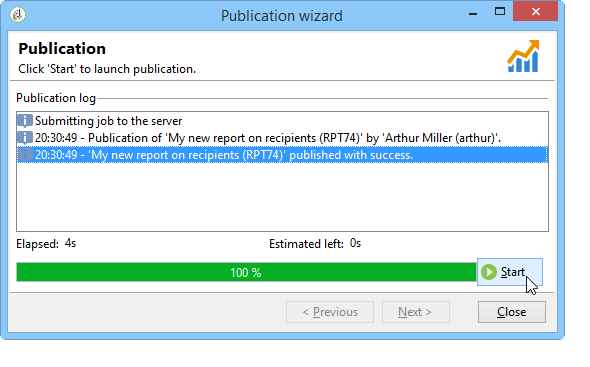 Publication wizard
Publication
Click 'Start' to launch publication.
Publication log
Submitting job to the server
20:30:49 - Publication of 'My new report on recipients (RPT74)' by 'Arthur Miller (arthur)'.
20:30:49 - 'My new report on recipients (RPT74)' published with success.
Elapsed: 4s Estimated left: 0s
100 % Start
< Previous Next > Close